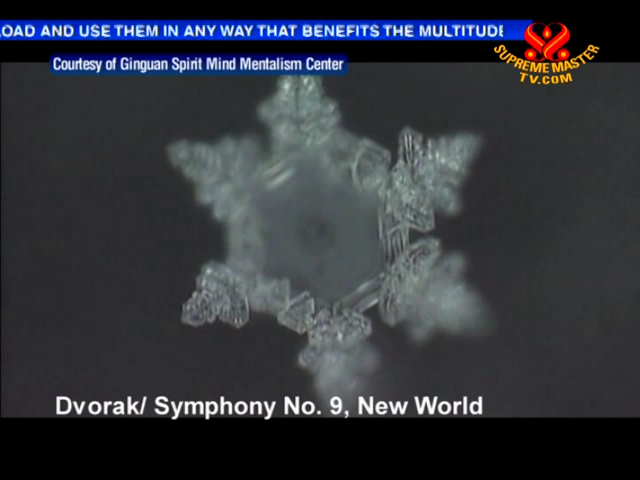 OAD AND USE THEM IN ANY WAY THAT BENEFITS THE MULTITUDE
SUPREME MASTER
TV.COM
Courtesy of Ginguan Spirit Mind Mentalism Center
Dvorak/ Symphony No. 9, New World